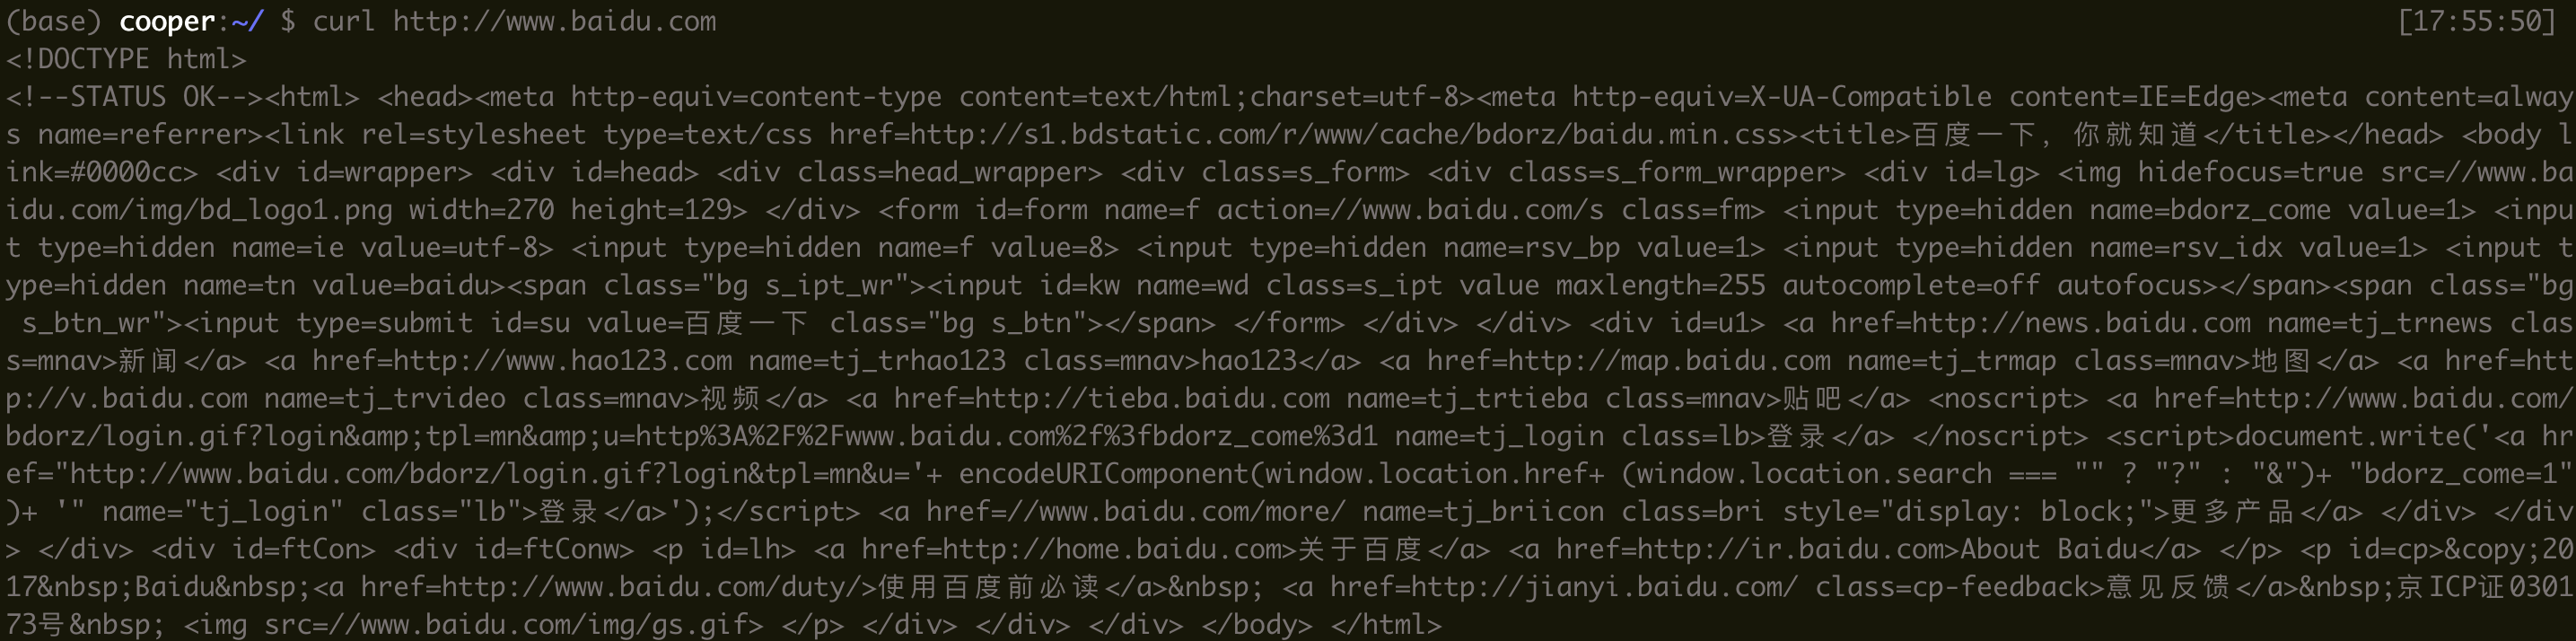 (base) cooper:~/ $ curl http://www.baidu.com [17:55:50]
<!DOCTYPE html>
<!--STATUS OK--><html> <head><meta http-equiv=content-type content=text/html;charset=utf-8><meta http-equiv=X-UA-Compatible content=IE=Edge><meta content=alway
s name=referrer><link rel=stylesheet type=text/css href=http://s1.bdstatic.com/r/www/cache/bdorz/baidu.min.css><title>百度一下，你就知道</title></head> <body l
ink=#0000cc> <div id=wrapper> <div id=head> <div class=head_wrapper> <div class=s_form> <div class=s_form_wrapper> <div id=lg> <img hidefocus=true src=//www.ba
idu.com/img/bd_logo1.png width=270 height=129> </div> <form id=form name=f action=//www.baidu.com/s class=fm> <input type=hidden name=bdorz_come value=1> <inpu
t type=hidden name=ie value=utf-8> <input type=hidden name=f value=8> <input type=hidden name=rsv_bp value=1> <input type=hidden name=rsv_idx value=1> <input t
ype=hidden name=tn value=baidu><span class="bg s_ipt_wr"><input id=kw name=wd class=s_ipt value maxlength=255 autocomplete=off autofocus></span><span class="bg
 s_btn_wr"><input type=submit id=su value=百度一下 class="bg s_btn"></span> </form> </div> </div> <div id=u1> <a href=http://news.baidu.com name=tj_trnews clas
s=mnav>新闻</a> <a href=http://www.hao123.com name=tj_trhao123 class=mnav>hao123</a> <a href=http://map.baidu.com name=tj_trmap class=mnav>地图</a> <a href=htt
p://v.baidu.com name=tj_trvideo class=mnav>视频</a> <a href=http://tieba.baidu.com name=tj_trtieba class=mnav>贴吧</a> <noscript> <a href=http://www.baidu.com/
bdorz/login.gif?login&amp;tpl=mn&amp;u=http%3A%2F%2Fwww.baidu.com%2f%3fbdorz_come%3d1 name=tj_login class=lb>登录</a> </noscript> <script>document.write('<a hr
ef="http://www.baidu.com/bdorz/login.gif?login&tpl=mn&u='+ encodeURIComponent(window.location.href+ (window.location.search === "" ? "?" : "&")+ "bdorz_come=1"
)+ '" name="tj_login" class="lb">登录</a>');</script> <a href=//www.baidu.com/more/ name=tj_briicon class=bri style="display: block;">更多产品</a> </div> </div
> </div> <div id=ftCon> <div id=ftConw> <p id=lh> <a href=http://home.baidu.com>关于百度</a> <a href=http://ir.baidu.com>About Baidu</a> </p> <p id=cp>&copy;20
17&nbsp;Baidu&nbsp;<a href=http://www.baidu.com/duty/>使用百度前必读</a>&nbsp; <a href=http://jianyi.baidu.com/ class=cp-feedback>意见反馈</a>&nbsp;京ICP证0301
73号&nbsp; <img src=//www.baidu.com/img/gs.gif> </p> </div> </div> </div> </body> </html>